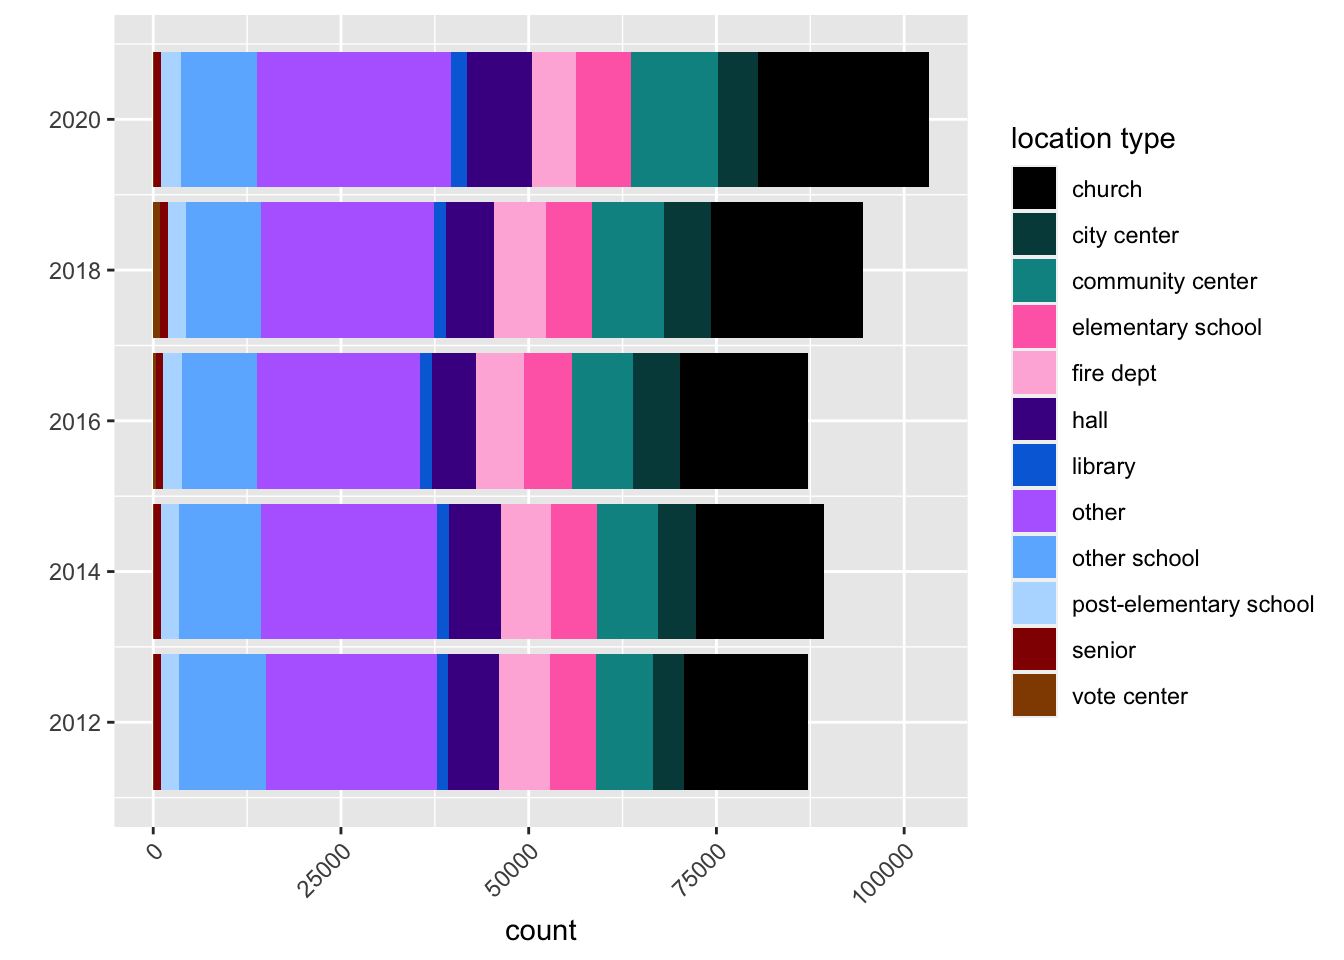 2020
2018
2016
2014
2012
0
25000
50000
75000
100000
count
location type
church
city center
community center
elementary school
fire dept
hall
library
other
other school
post-elementary school
senior
vote center